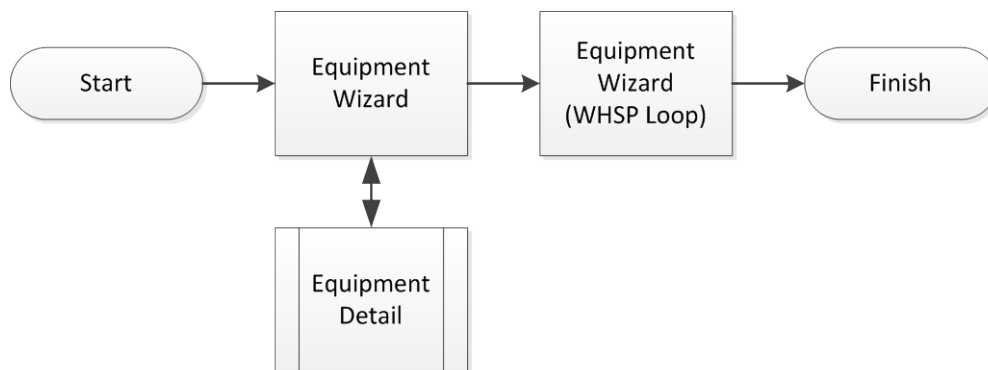 Start
Equipment
Wizard
Equipment
Wizard
(WHSP Loop)
Finish
Equipment
Detail